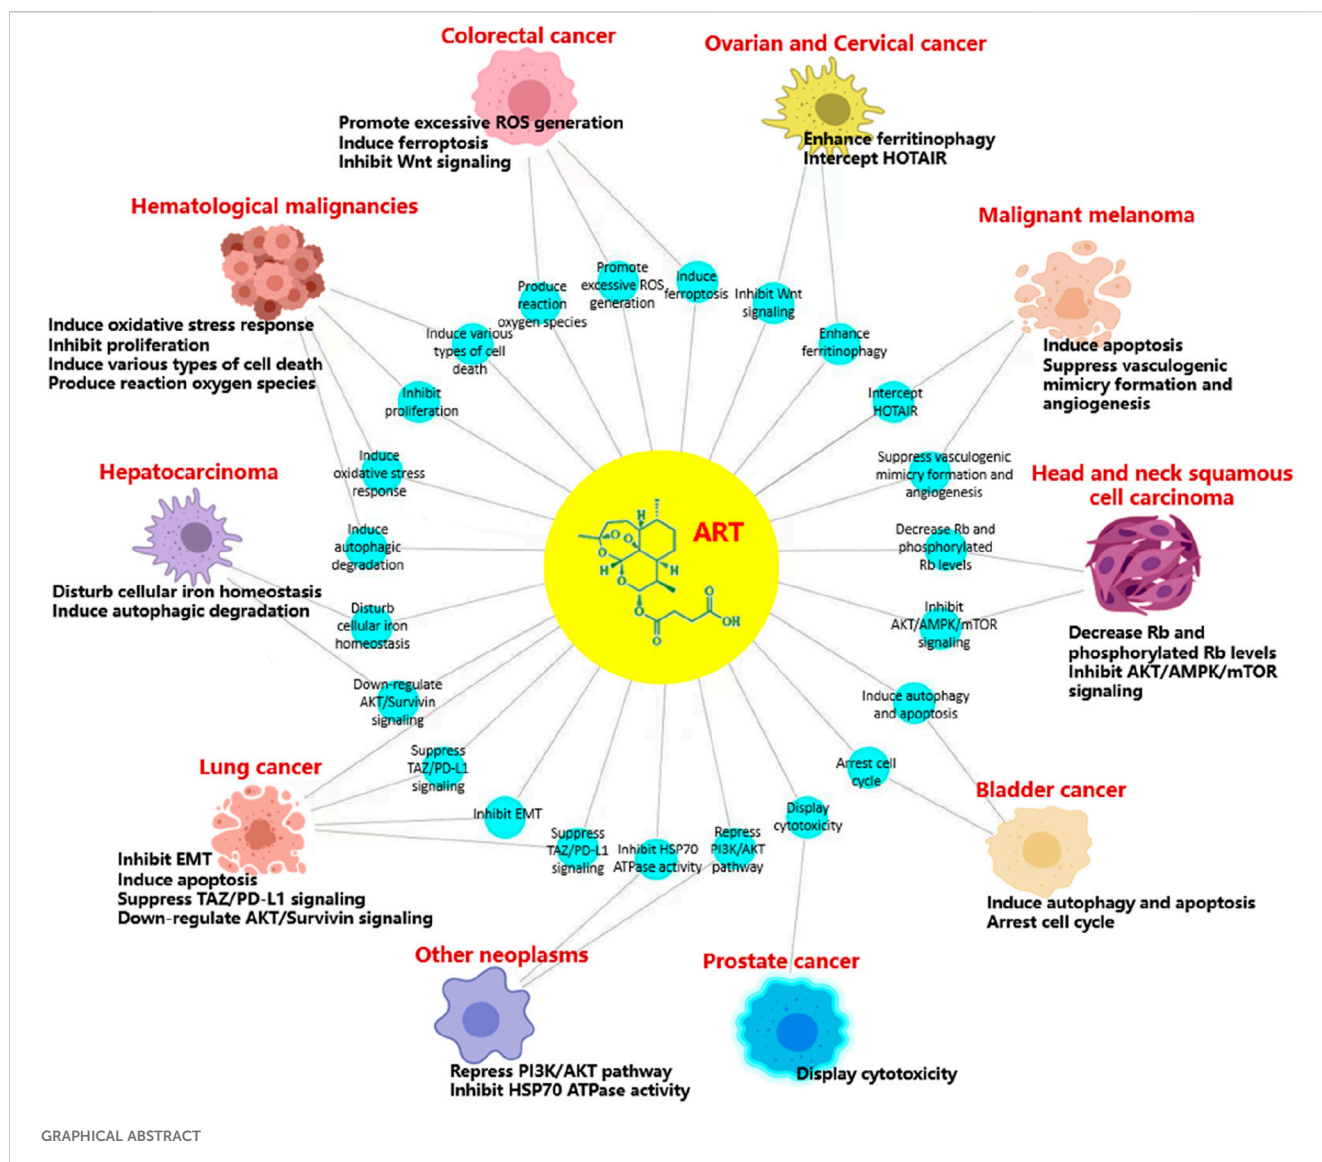 Colorectal cancer
Promote excessive ROS generation
Induce ferroptosis
Inhibit Wnt signaling
Ovarian and Cervical cancer
Enhance ferritinophagy
Intercept HOTAIR
Hematological malignancies
Induce oxidative stress response
Inhibit proliferation
Induce various types of cell death
Produce reaction oxygen species
Malignant melanoma
Induce apoptosis
Suppress vasculogenic
mimicry formation and
angiogenesis
Hepatocarcinoma
Disturb cellular iron homeostasis
Induce autophagic degradation
Head and neck squamous
cell carcinoma
Decrease Rb and
phosphorylated Rb levels
Inhibit AKT/AMPK/mTOR
signaling
Lung cancer
Inhibit EMT
Induce apoptosis
Suppress TAZ/PD-L1 signaling
Down-regulate AKT/Survivin signaling
Bladder cancer
Induce autophagy and apoptosis
Arrest cell cycle
Other neoplasms
Repress PI3K/AKT pathway
Inhibit HSP70 ATPase activity
Prostate cancer
Display cytotoxicity
Produce
reaction
oxygen species
Promote
excessive ROS
generation
Induce
ferroptosis
Inhibit Wnt
signaling
Enhance
ferritinophagy
Intercept
HOTAIR
Suppress vasculogenic
mimicry formation and
angiogenesis
Decrease Rb and
phosphorylated
Rb levels
Inhibit
AKT/AMPK/mTOR
signaling
Induce autophagy
and apoptosis
Arrest cell
cycle
Display
cytotoxicity
Repress
PI3K/AKT
pathway
Inhibit HSP70
ATPase activity
Suppress
TAZ/PD-L1
signaling
Inhibit EMT
Suppress
TAZ/PD-L1
signaling
Down-regulate
AKT/Survivin
signaling
Disturb
cellular iron
homeostasis
Induce
autophagic
degradation
Induce
oxidative stress
response
Inhibit
proliferation
Induce various
types of cell
death
ART
H
O
O
O
H
H
O
O
O
O
OH
GRAPHICAL ABSTRACT